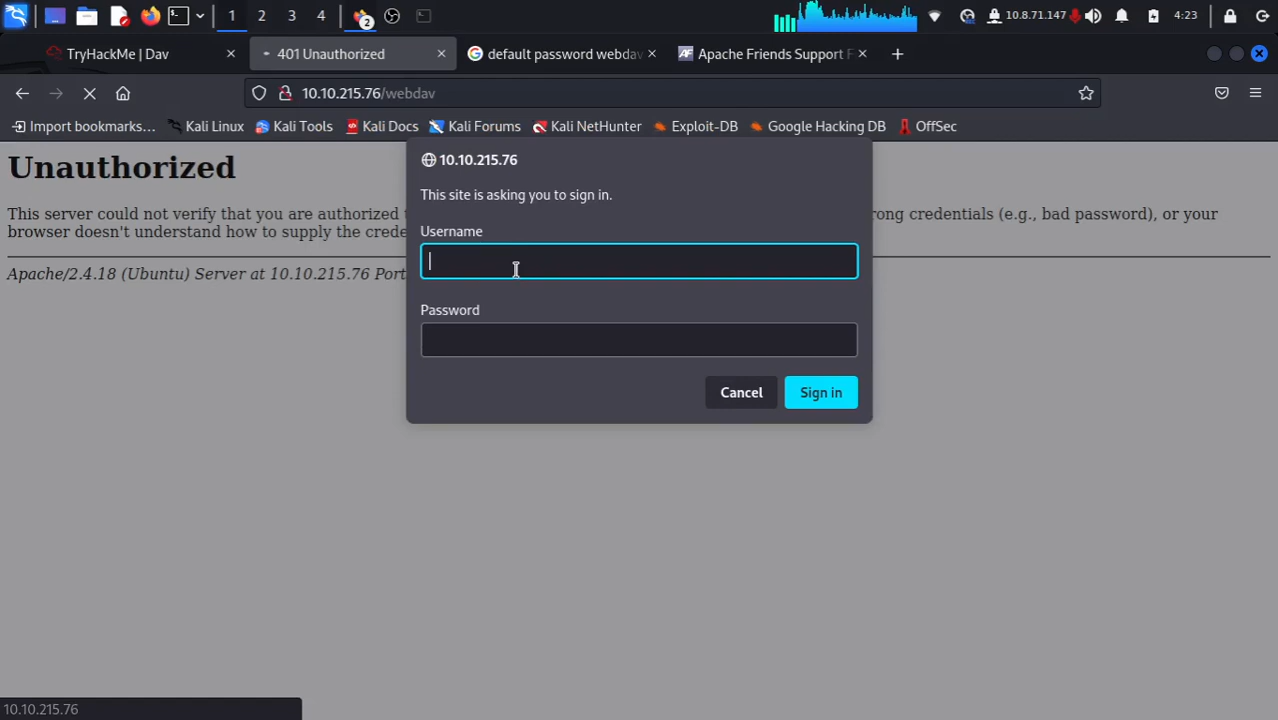 1 2 3 4 2 10.8.71.147 4:23
TryHackMe | Dav 401 Unauthorized default password webdav Apache Friends Support F
10.10.215.76/webdav
Import bookmarks... Kali Linux Kali Tools Kali Docs Kali Forums Kali NetHunter Exploit-DB Google Hacking DB OffSec
Unauthorized
This server could not verify that you are authorized rong credentials (e.g., bad password), or your
browser doesn't understand how to supply the crede
Apache/2.4.18 (Ubuntu) Server at 10.10.215.76 Port
10.10.215.76
This site is asking you to sign in.
Username
Password
Cancel Sign in
10.10.215.76